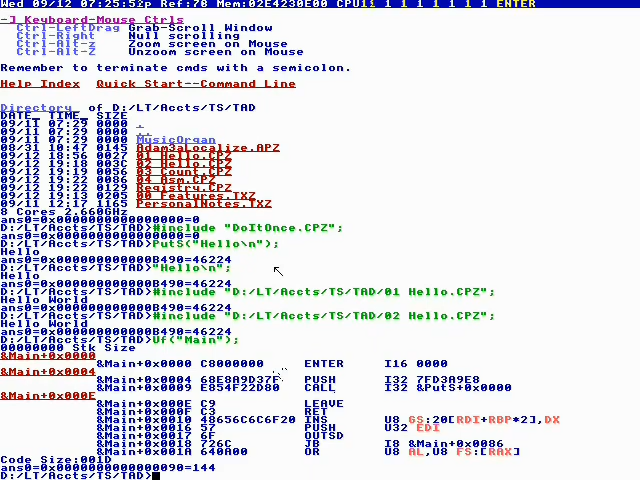 Wed 09/12 07:25:52p Ref:7B Mem:02E4230E00 CPU11 1 1 1 1 1 1 1 ENTER
-] Keyboard-Mouse Ctrls
Ctrl-LeftDrag Grab-Scroll Window
Ctrl-Right Null scrolling
Ctrl-Alt-z Zoom screen on Mouse
Ctrl-Alt-Z Unzoom screen on Mouse
Remember to terminate cmds with a semicolon.
Help Index Quick Start--Command Line
Directory of D:/LT/Accts/TS/TAD
DATE_ TIME_ SIZE
09/11 07:29 0000 .
09/11 07:29 0000 ..
09/11 07:29 0000 MusicOrgan
08/31 10:47 0145 Adam3aLocalize.APZ
09/12 18:56 0027 01 Hello.CPZ
09/12 19:18 003C 02 Hello.CPZ
09/12 19:19 0056 03 Count.CPZ
09/12 19:22 0086 04 Asm.CPZ
09/12 19:22 0129 Registry.CPZ
09/12 19:13 0205 00 Features.TXZ
09/11 12:17 1165 PersonalNotes.TXZ
8 Cores 2.660GHz
ans0=0x0000000000000000=0
D:/LT/Accts/TS/TAD>#include "DoItOnce.CPZ";
ans0=0x0000000000000000=0
D:/LT/Accts/TS/TAD>PutS("Hello\n");
Hello
ans0=0x000000000000B490=46224
D:/LT/Accts/TS/TAD>"Hello\n";
Hello
ans0=0x000000000000B490=46224
D:/LT/Accts/TS/TAD>#include "D:/LT/Accts/TS/TAD/01 Hello.CPZ";
Hello World
ans0=0x000000000000B490=46224
D:/LT/Accts/TS/TAD>#include "D:/LT/Accts/TS/TAD/02 Hello.CPZ";
Hello World
ans0=0x000000000000B490=46224
D:/LT/Accts/TS/TAD>Uf("Main");
00000000 Stk Size
&Main+0x0000
&Main+0x0000 C8000000 ENTER I16 0000
&Main+0x0004
&Main+0x0004 68E8A9D37F PUSH I32 7FD3A9E8
&Main+0x0009 E854F22D80 CALL I32 &PutS+0x0000
&Main+0x000E
&Main+0x000E C9 LEAVE
&Main+0x000F C3 RET
&Main+0x0010 48656C6C6F20 INS U8 GS:20[RDI+RBP*2],DX
&Main+0x0016 57 PUSH U32 EDI
&Main+0x0017 6F OUTSD
&Main+0x0018 726C JB I8 &Main+0x0086
&Main+0x001A 640A00 OR U8 AL,U8 FS:[RAX]
Code Size:001D
ans0=0x0000000000000090=144
D:/LT/Accts/TS/TAD>